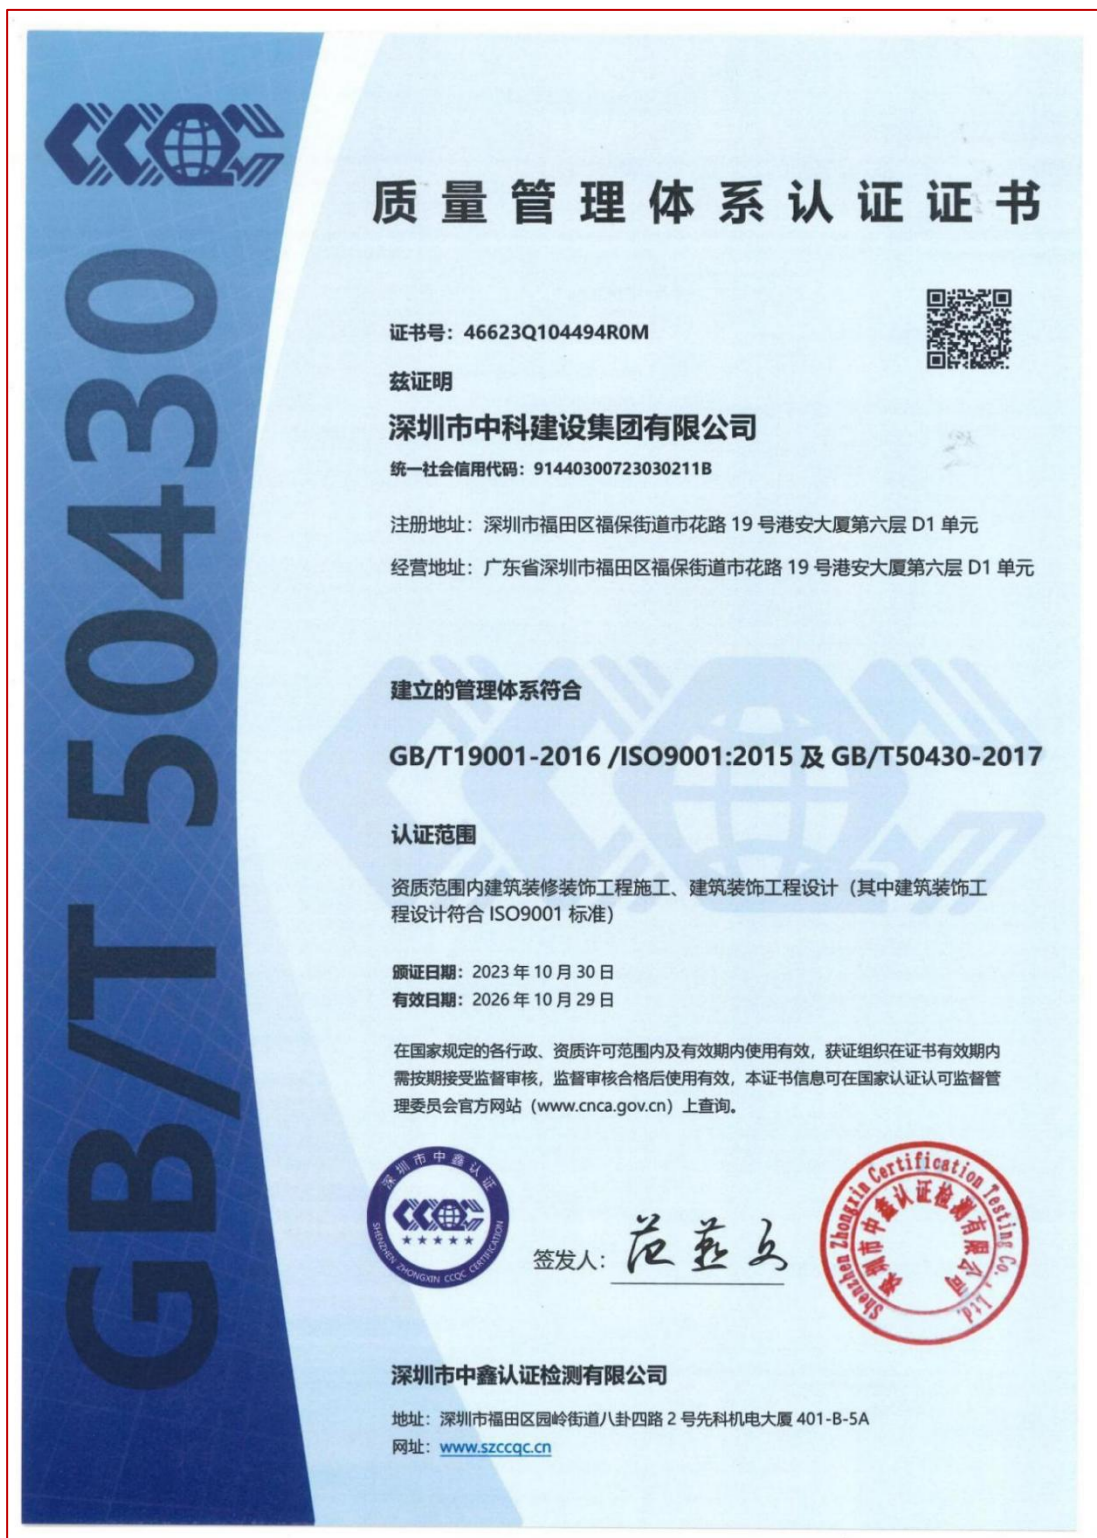 GB/T 50430
CCQC
质量管理体系认证证书
证书号：46623Q104494R0M
兹证明
深圳市中科建设集团有限公司
统一社会信用代码：91440300723030211B
注册地址：深圳市福田区福保街道市花路 19 号港安大厦第六层 D1 单元
经营地址：广东省深圳市福田区福保街道市花路 19 号港安大厦第六层 D1 单元
建立的管理体系符合
GB/T19001-2016 /ISO9001:2015 及 GB/T50430-2017
认证范围
资质范围内建筑装修装饰工程施工、建筑装饰工程设计（其中建筑装饰工
程设计符合 ISO9001 标准）
颁证日期：2023 年 10 月 30 日
有效日期：2026 年 10 月 29 日
在国家规定的各行政、资质许可范围内及有效期内使用有效，获证组织在证书有效期内
需按期接受监督审核，监督审核合格后使用有效，本证书信息可在国家认证认可监督管
理委员会官方网站（www.cnca.gov.cn）上查询。
深圳市中鑫认证
CCQC
SHENZHEN ZHONGXIN CCQC CERTIFICATION
签发人：
Shenzhen Zhongxin Certification Testing Co., Ltd.
深圳市中鑫认证检测有限公司
深圳市中鑫认证检测有限公司
地址：深圳市福田区园岭街道八卦四路 2 号先科机电大厦 401-B-5A
网址：www.szccqc.cn